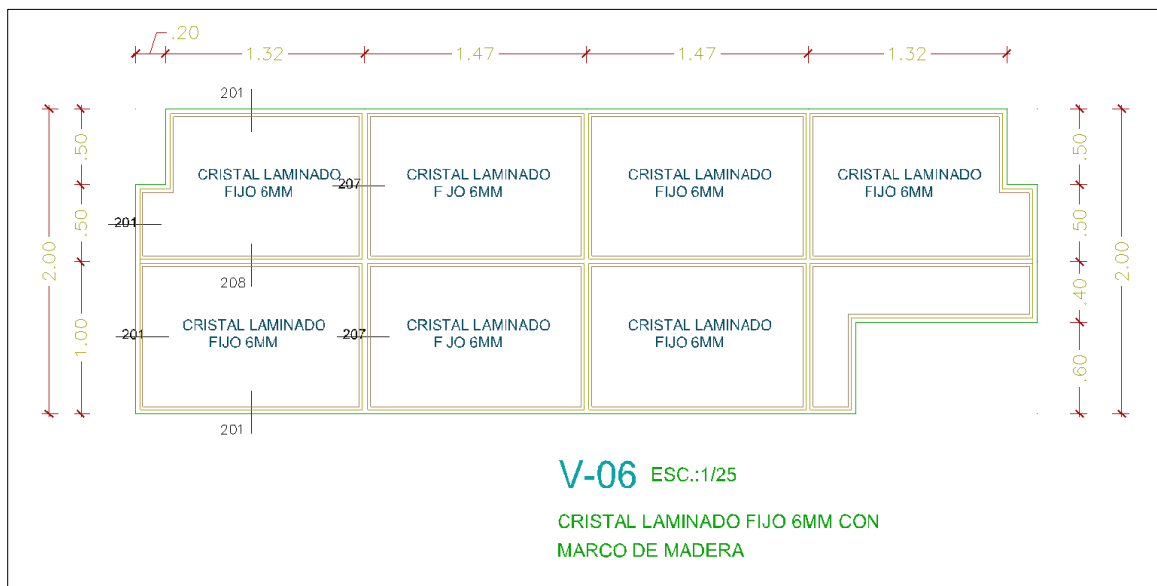 .20
1.32
1.47
1.47
1.32
201
.50
.50
CRISTAL LAMINADO
FIJO 6MM
207
CRISTAL LAMINADO
FIJO 6MM
CRISTAL LAMINADO
FIJO 6MM
CRISTAL LAMINADO
FIJO 6MM
201
.50
.50
2.00
2.00
208
.40
1.00
201
CRISTAL LAMINADO
FIJO 6MM
207
CRISTAL LAMINADO
FIJO 6MM
CRISTAL LAMINADO
FIJO 6MM
.60
201
V-06 ESC.:1/25
CRISTAL LAMINADO FIJO 6MM CON
MARCO DE MADERA